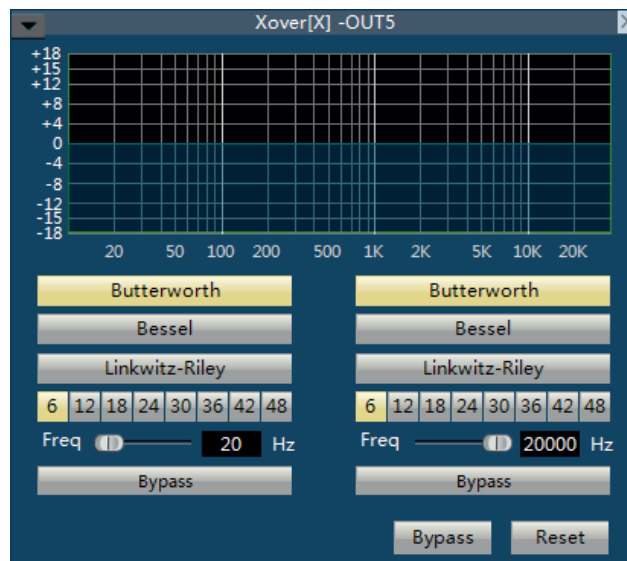 Xover[X] -OUT5
X
+18
+15
+12
+8
+4
0
-4
-8
-12
-15
-18
20 50 100 200 500 1K 2K 5K 10K 20K
Butterworth Butterworth
Bessel Bessel
Linkwitz-Riley Linkwitz-Riley
6 12 18 24 30 36 42 48 6 12 18 24 30 36 42 48
Freq 20 Hz Freq 20000 Hz
Bypass Bypass
Bypass Reset